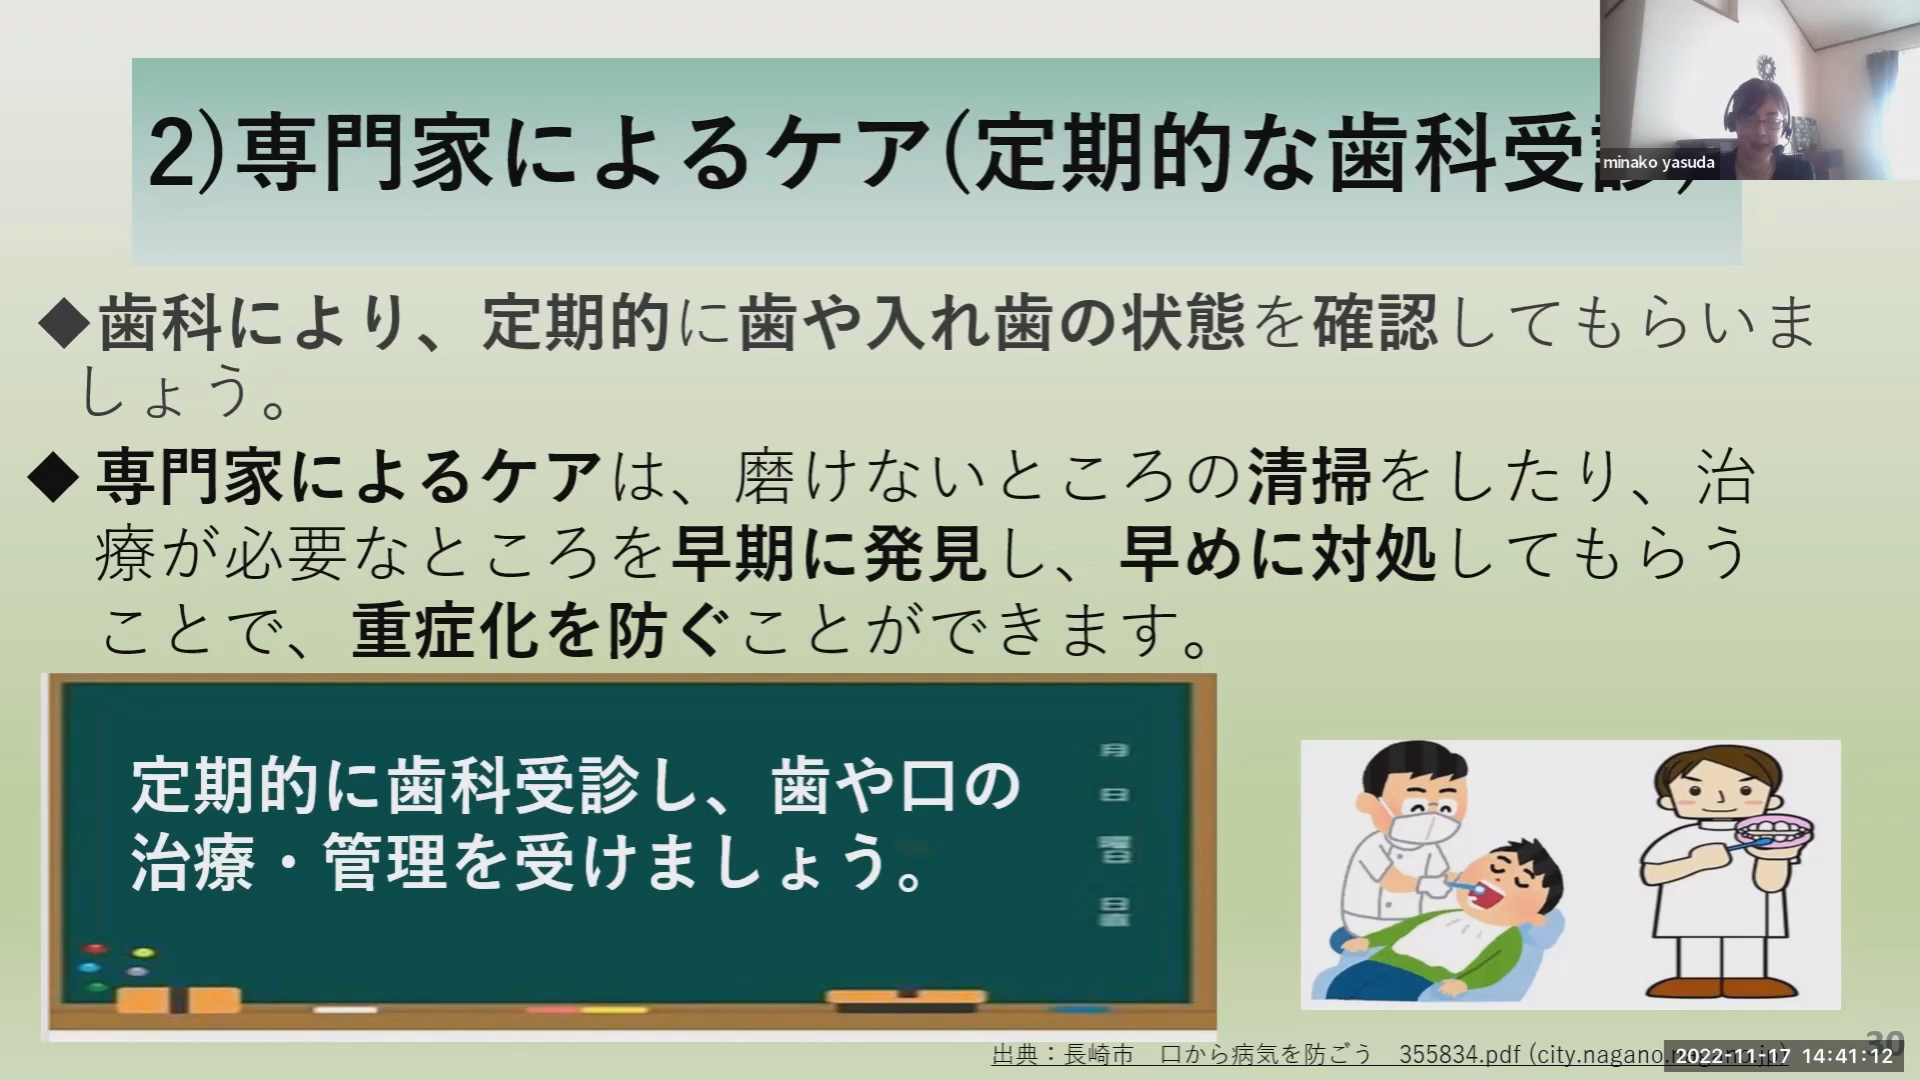 2)専門家によるケア(定期的な歯科受診)
minako yasuda
◆歯科により、定期的に歯や入れ歯の状態を確認してもらいま
しょう。
◆専門家によるケアは、磨けないところの清掃をしたり、治
療が必要なところを早期に発見し、早めに対処してもらう
ことで、重症化を防ぐことができます。
定期的に歯科受診し、歯や口の
治療・管理を受けましょう。
月
日
曜日
日直
出典：長崎市　口から病気を防ごう　355834.pdf (city.nagano.nagano.jp)
30
2022-11-17 14:41:12